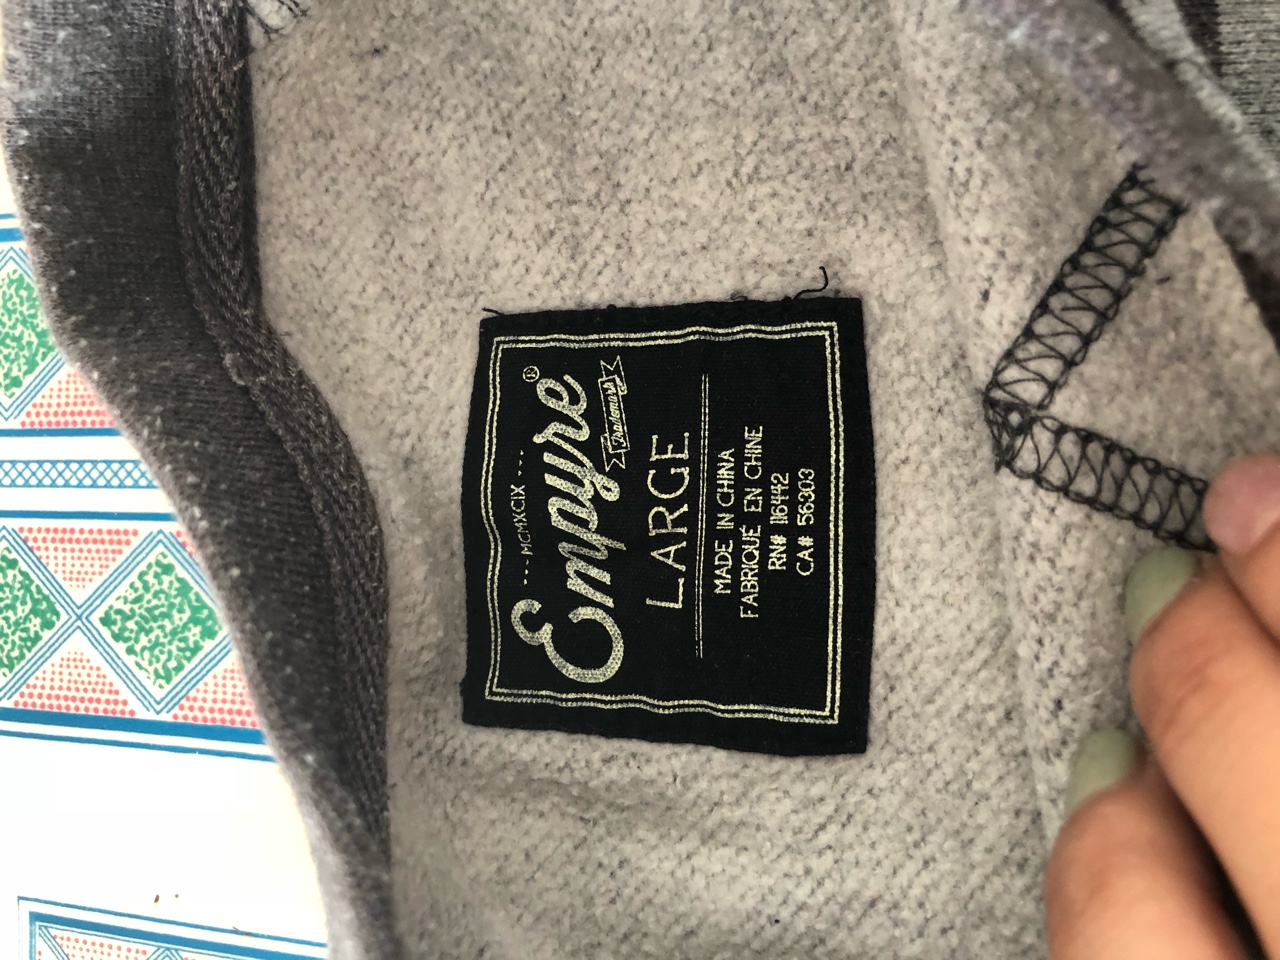 --- MCMXCIX ---
Empyre®
Trademark
LARGE
MADE IN CHINA
FABRIQUÉ EN CHINE
RN# 116442
CA# 56303